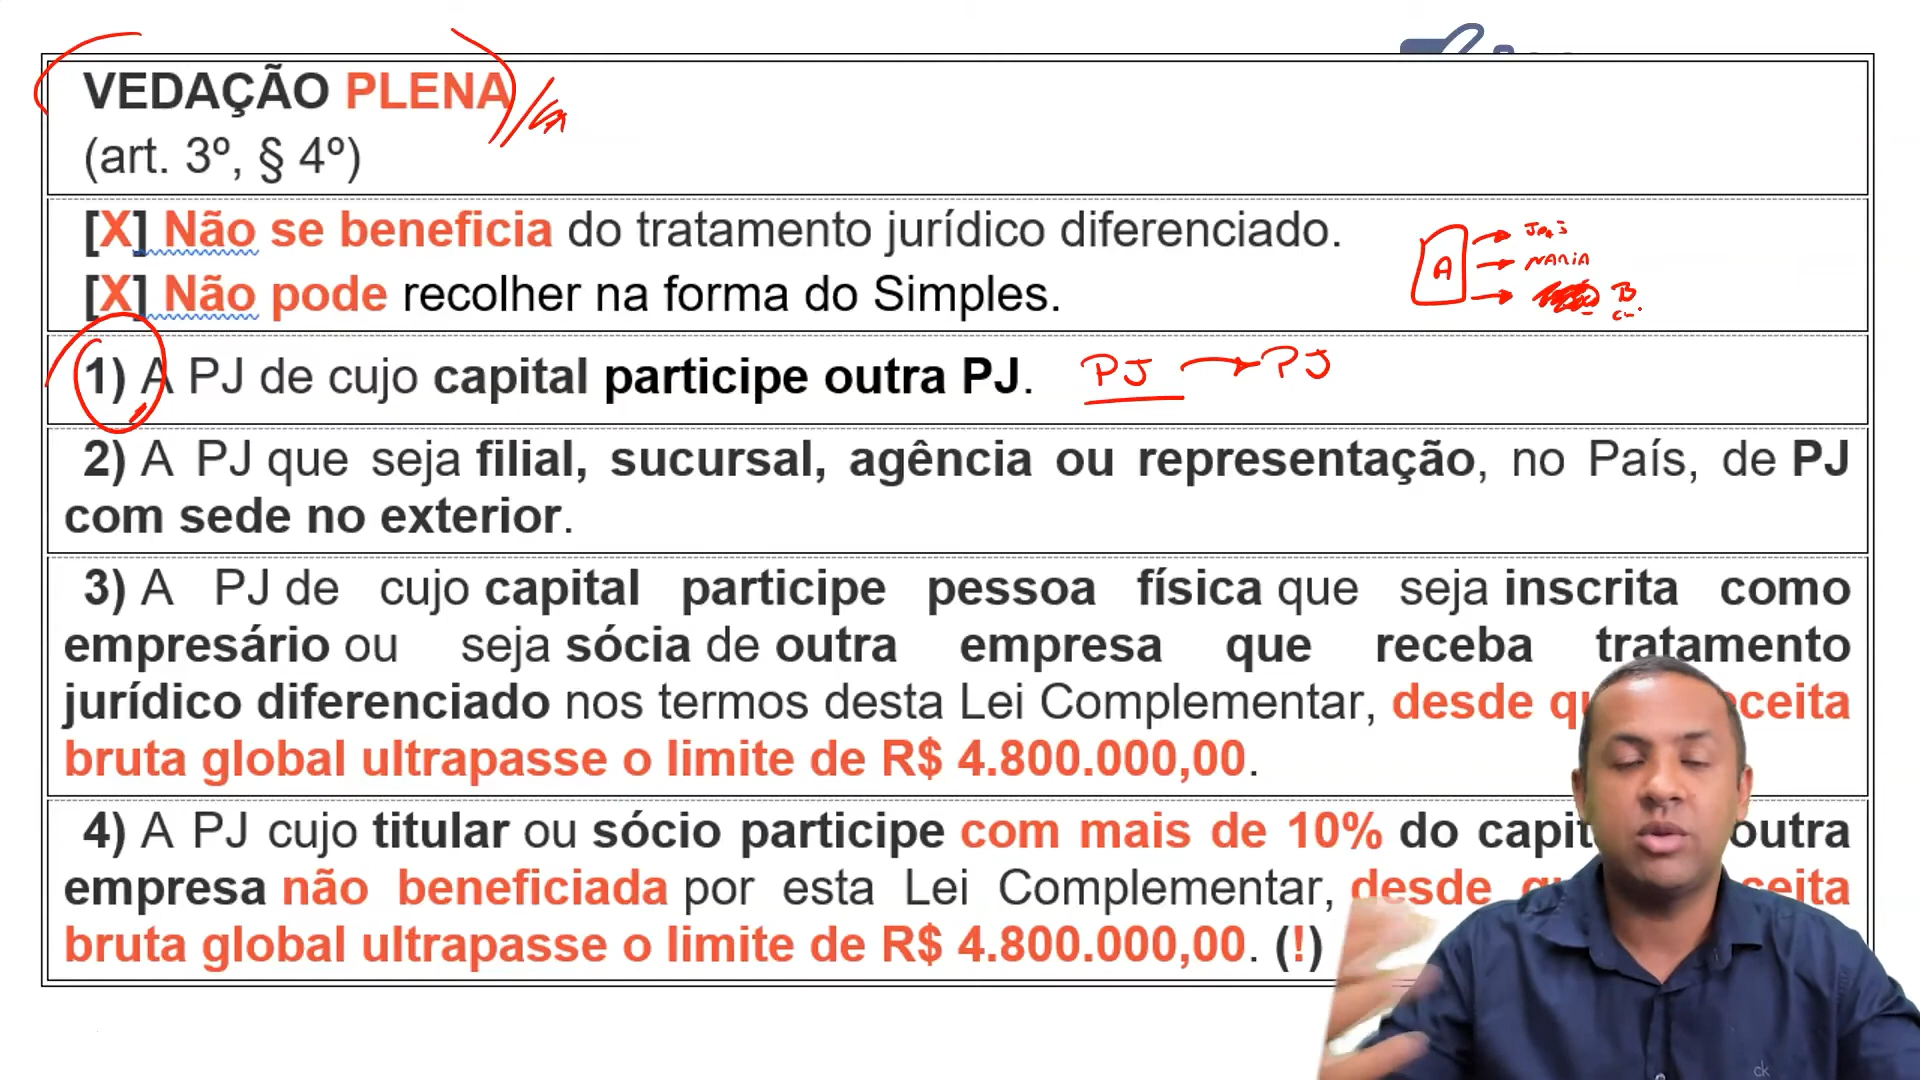 VEDAÇÃO PLENA
(art. 3º, § 4º)
[X] Não se beneficia do tratamento jurídico diferenciado.
[X] Não pode recolher na forma do Simples.
A
MARIA
B
1) A PJ de cujo capital participe outra PJ. PJ PJ
2) A PJ que seja filial, sucursal, agência ou representação, no País, de PJ
com sede no exterior.
3) A PJ de cujo capital participe pessoa física que seja inscrita como
empresário ou seja sócia de outra empresa que receba tratamento
jurídico diferenciado nos termos desta Lei Complementar, desde
bruta global ultrapasse o limite de R$ 4.800.000,00.
4) A PJ cujo titular ou sócio participe com mais de 10% do outra
empresa não beneficiada por esta Lei Complementar, desde
bruta global ultrapasse o limite de R$ 4.800.000,00. (!)
ck